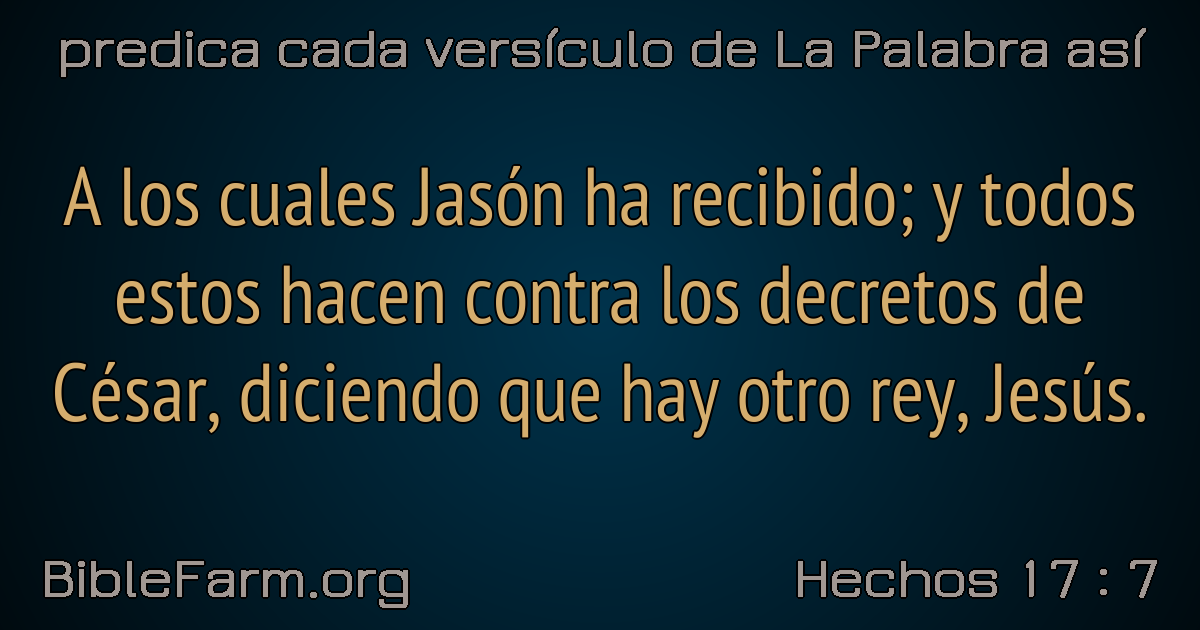 predica cada versículo de La Palabra así
A los cuales Jasón ha recibido; y todos
estos hacen contra los decretos de
César, diciendo que hay otro rey, Jesús.
BibleFarm.org
Hechos 17 : 7